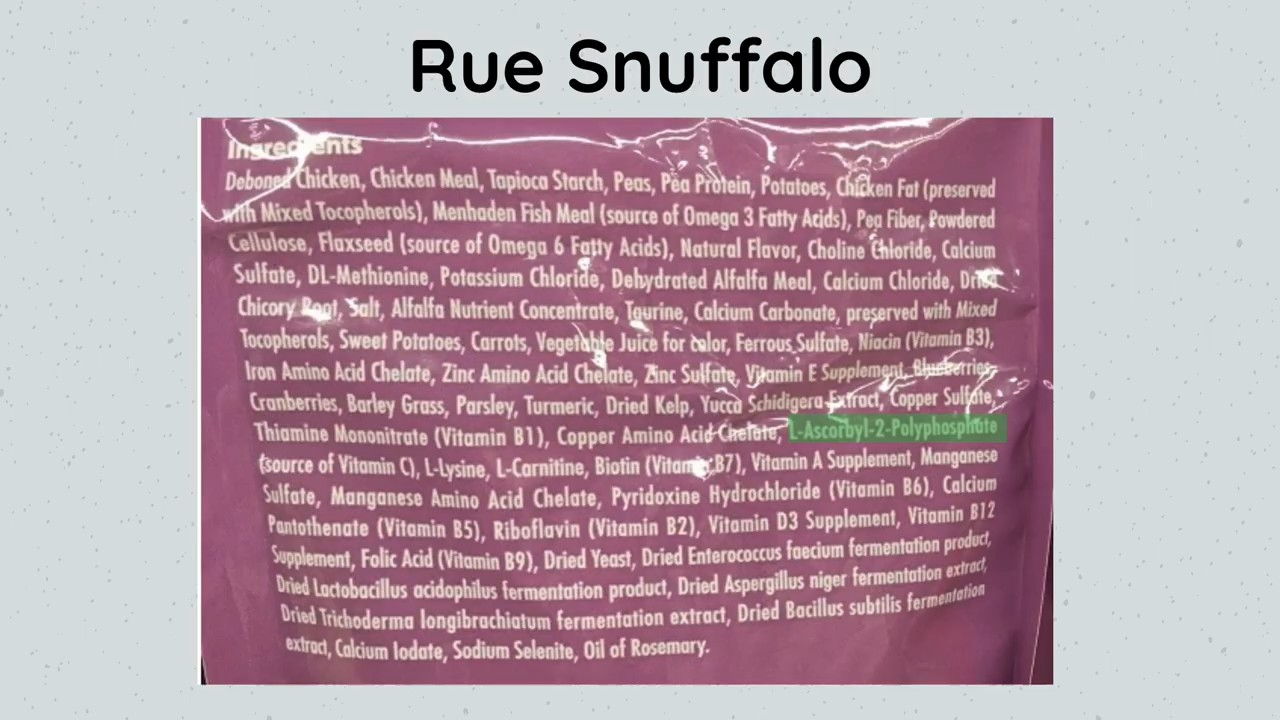 Rue Snuffalo
Ingredients
Deboned Chicken, Chicken Meal, Tapioca Starch, Peas, Pea Protein, Potatoes, Chicken Fat (preserved
with Mixed Tocopherols), Menhaden Fish Meal (source of Omega 3 Fatty Acids), Pea Fiber, Powdered
Cellulose, Flaxseed (source of Omega 6 Fatty Acids), Natural Flavor, Choline Chloride, Calcium
Sulfate, DL-Methionine, Potassium Chloride, Dehydrated Alfalfa Meal, Calcium Chloride, Dried
Chicory Root, Salt, Alfalfa Nutrient Concentrate, Taurine, Calcium Carbonate, preserved with Mixed
Tocopherols, Sweet Potatoes, Carrots, Vegetable Juice for color, Ferrous Sulfate, Niacin (Vitamin B3),
Iron Amino Acid Chelate, Zinc Amino Acid Chelate, Zinc Sulfate, Vitamin E Supplement, Blueberries,
Cranberries, Barley Grass, Parsley, Turmeric, Dried Kelp, Yucca Schidigera Extract, Copper Sulfate,
Thiamine Mononitrate (Vitamin B1), Copper Amino Acid Chelate, L-Ascorbyl-2-Polyphosphate
(source of Vitamin C), L-Lysine, L-Carnitine, Biotin (Vitamin B7), Vitamin A Supplement, Manganese
Sulfate, Manganese Amino Acid Chelate, Pyridoxine Hydrochloride (Vitamin B6), Calcium
Pantothenate (Vitamin B5), Riboflavin (Vitamin B2), Vitamin D3 Supplement, Vitamin B12
Supplement, Folic Acid (Vitamin B9), Dried Yeast, Dried Enterococcus faecium fermentation product,
Dried Lactobacillus acidophilus fermentation product, Dried Aspergillus niger fermentation extract,
Dried Trichoderma longibrachiatum fermentation extract, Dried Bacillus subtilis fermentation
extract, Calcium Iodate, Sodium Selenite, Oil of Rosemary.